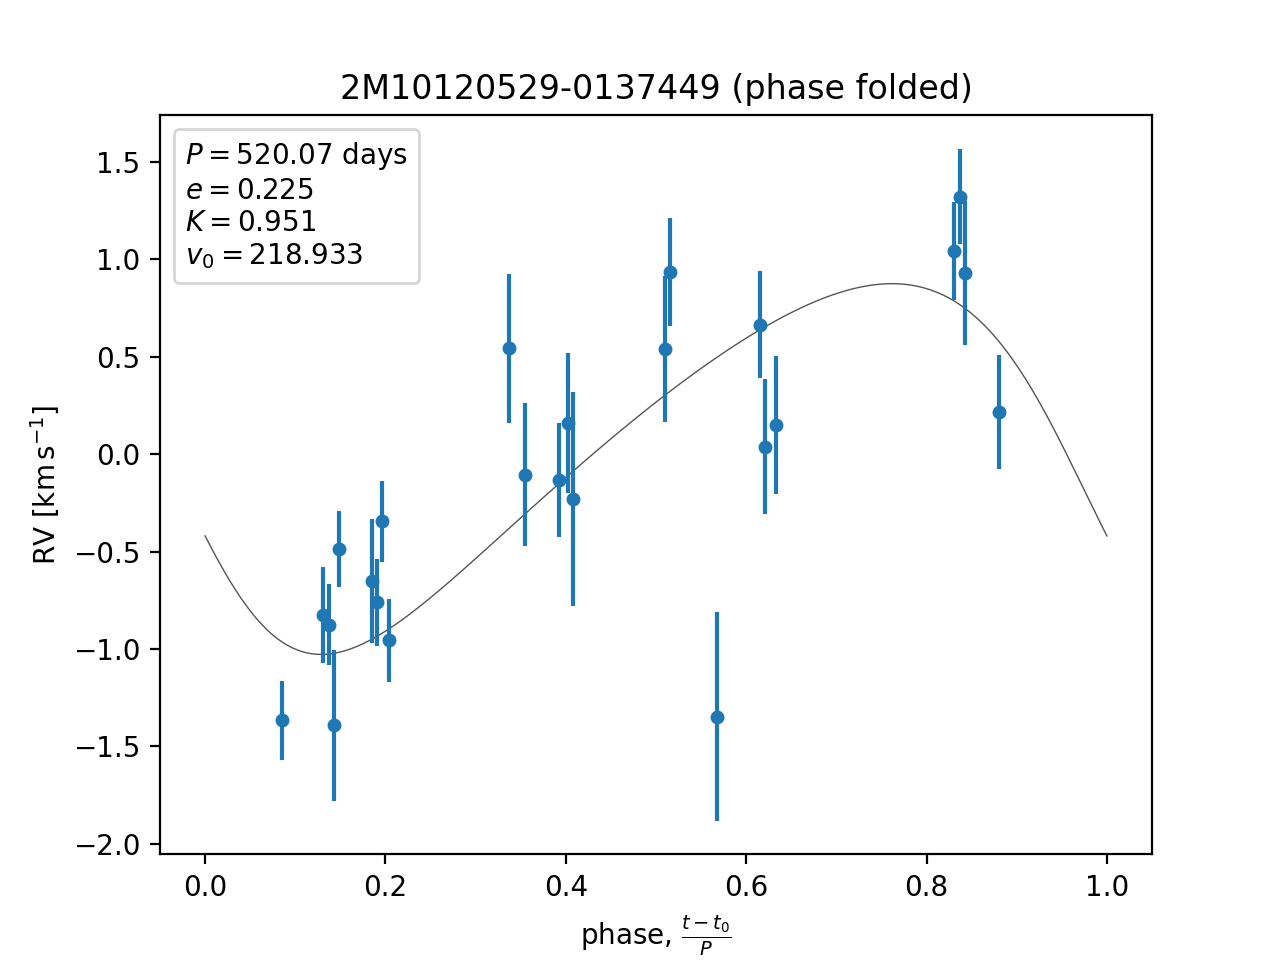 2M10120529-0137449 (phase folded)
P = 520.07 days
e = 0.225
K = 0.951
v₀ = 218.933
1.5
1.0
0.5
0.0
−0.5
−1.0
−1.5
−2.0
RV [km s⁻¹]
0.0 0.2 0.4 0.6 0.8 1.0
phase, (t − t₀)/P